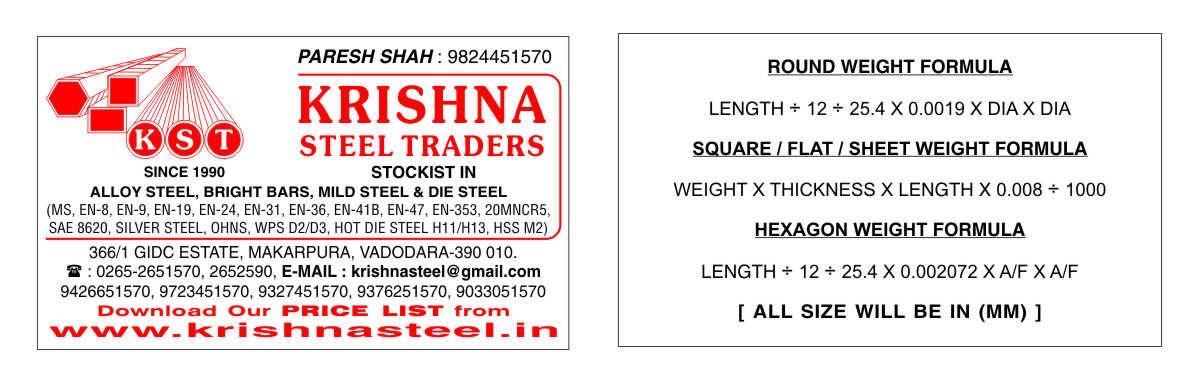 PARESH SHAH : 9824451570
KRISHNA
STEEL TRADERS
KST
SINCE 1990
STOCKIST IN
ALLOY STEEL, BRIGHT BARS, MILD STEEL & DIE STEEL
(MS, EN-8, EN-9, EN-19, EN-24, EN-31, EN-36, EN-41B, EN-47, EN-353, 20MNCR5,
SAE 8620, SILVER STEEL, OHNS, WPS D2/D3, HOT DIE STEEL H11/H13, HSS M2)
366/1 GIDC ESTATE, MAKARPURA, VADODARA-390 010.
☎ : 0265-2651570, 2652590, E-MAIL : krishnasteel@gmail.com
9426651570, 9723451570, 9327451570, 9376251570, 9033051570
Download Our PRICE LIST from
www.krishnasteel.in
ROUND WEIGHT FORMULA
LENGTH ÷ 12 ÷ 25.4 X 0.0019 X DIA X DIA
SQUARE / FLAT / SHEET WEIGHT FORMULA
WEIGHT X THICKNESS X LENGTH X 0.008 ÷ 1000
HEXAGON WEIGHT FORMULA
LENGTH ÷ 12 ÷ 25.4 X 0.002072 X A/F X A/F
[ ALL SIZE WILL BE IN (MM) ]